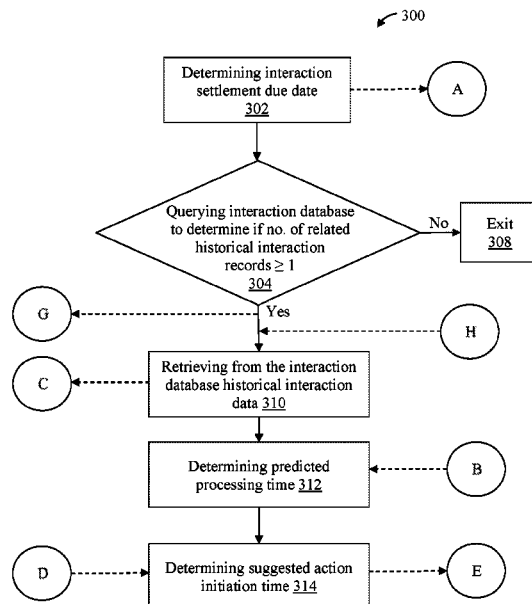 300
Determining interaction
settlement due date
302
A
Querying interaction database
to determine if no. of related
historical interaction
records ≥ 1
304
No
Exit
308
G
Yes
H
Retrieving from the interaction
database historical interaction
data 310
C
Determining predicted
processing time 312
B
D
Determining suggested action
initiation time 314
E